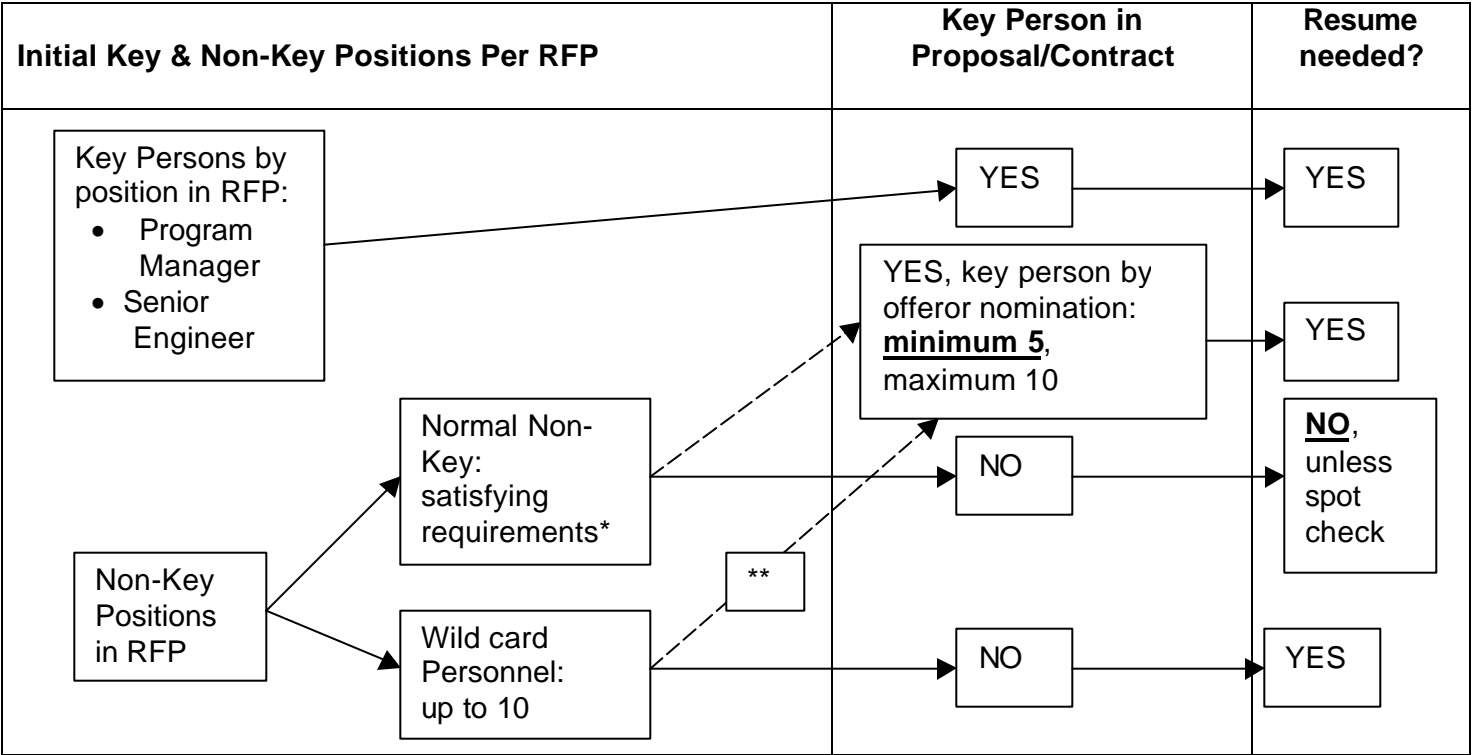 Initial Key & Non-Key Positions Per RFP
Key Person in
Proposal/Contract
Resume
needed?
Key Persons by
position in RFP:
• Program
Manager
• Senior
Engineer
YES
YES
YES, key person by
offeror nomination:
minimum 5,
maximum 10
YES
Normal Non-
Key:
satisfying
requirements*
NO
NO,
unless
spot
check
Non-Key
Positions
in RFP
**
Wild card
Personnel:
up to 10
NO
YES